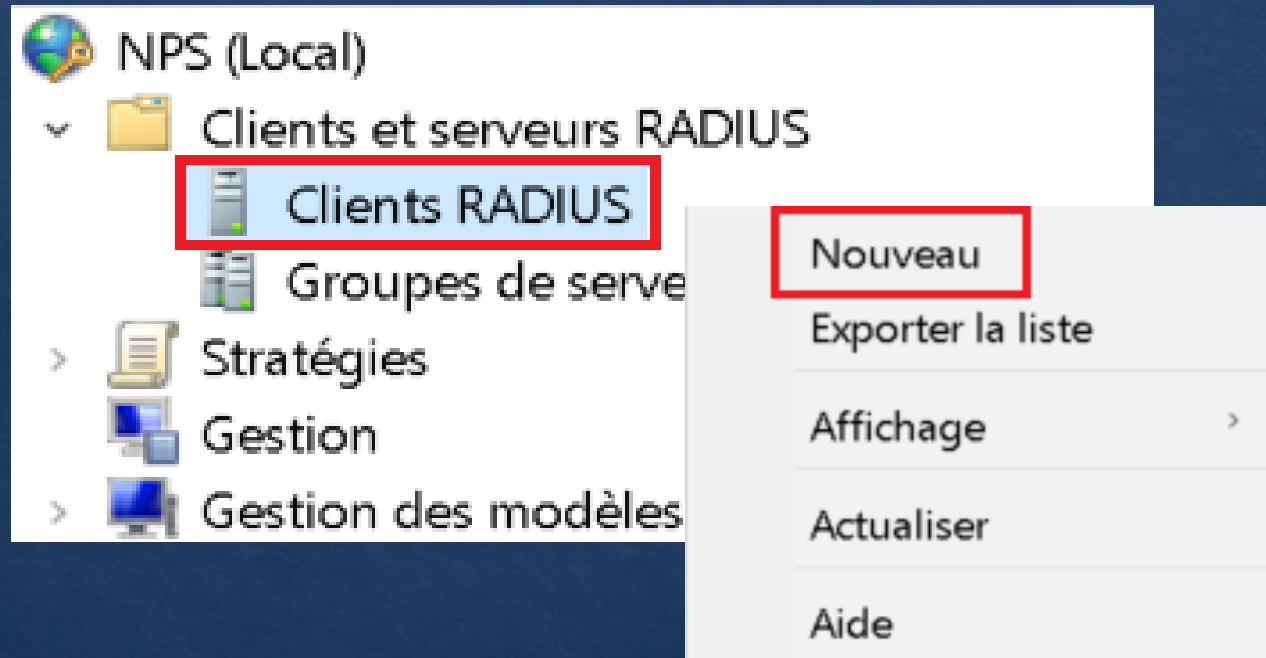 NPS (Local)
Clients et serveurs RADIUS
Clients RADIUS
Groupes de serve
Stratégies
Gestion
Gestion des modèles
Nouveau
Exporter la liste
Affichage
Actualiser
Aide